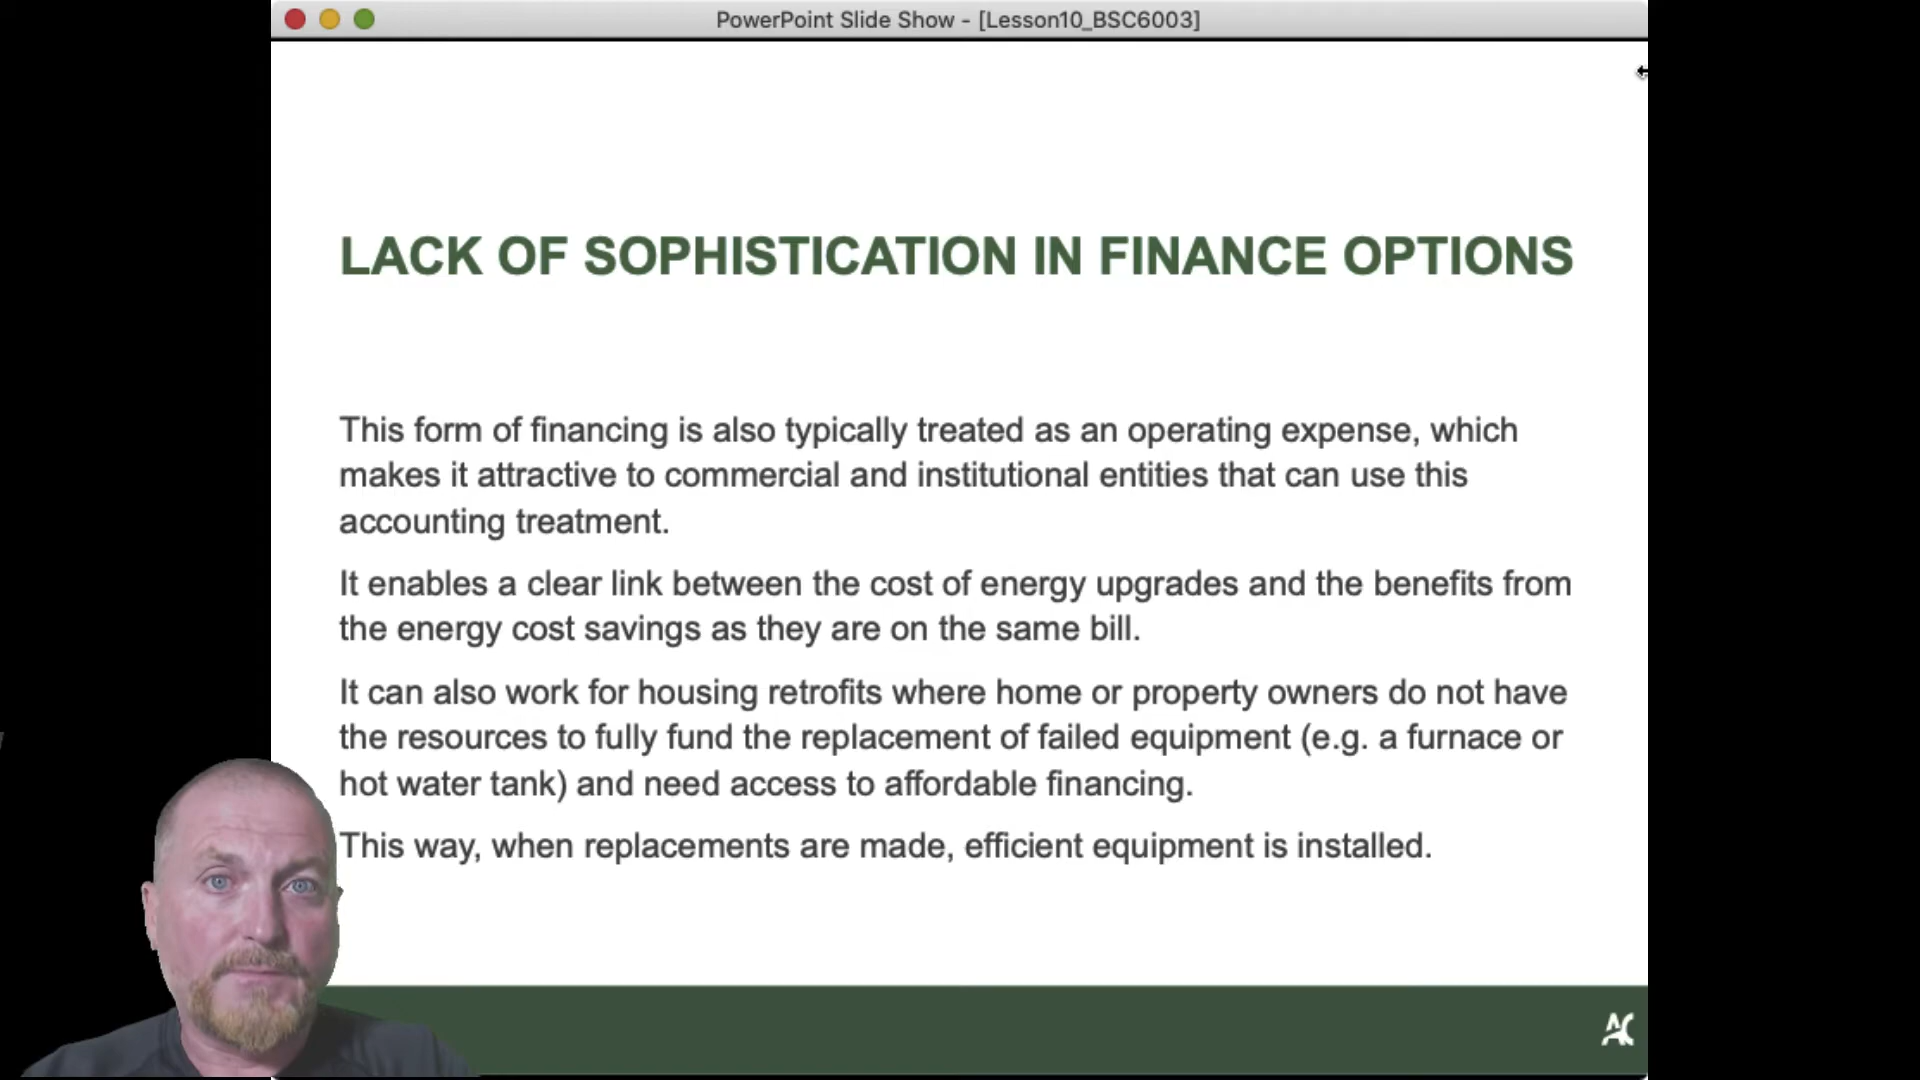 PowerPoint Slide Show - [Lesson10_BSC6003]
LACK OF SOPHISTICATION IN FINANCE OPTIONS
This form of financing is also typically treated as an operating expense, which
makes it attractive to commercial and institutional entities that can use this
accounting treatment.
It enables a clear link between the cost of energy upgrades and the benefits from
the energy cost savings as they are on the same bill.
It can also work for housing retrofits where home or property owners do not have
the resources to fully fund the replacement of failed equipment (e.g. a furnace or
hot water tank) and need access to affordable financing.
This way, when replacements are made, efficient equipment is installed.
AC